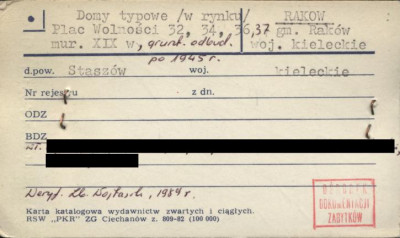 Domy typowe /w rynku/ RAKOW
Plac Wolności 32, 34, 36, 37 gm. Raków
mur. XIX w, grunt. odbud. woj. kieleckie
po 1945 r.
d.pow. Staszów woj. kieleckie
Nr rejestru z dn.
ODZ
BDZ
Weryf. 1984 r.
Karta katalogowa wydawnictw zwartych i ciągłych.
RSW „PKR” ZG Ciechanów z. 809-82 (100 000)
OŚRODEK
DOKUMENTACJI
ZABYTKÓW